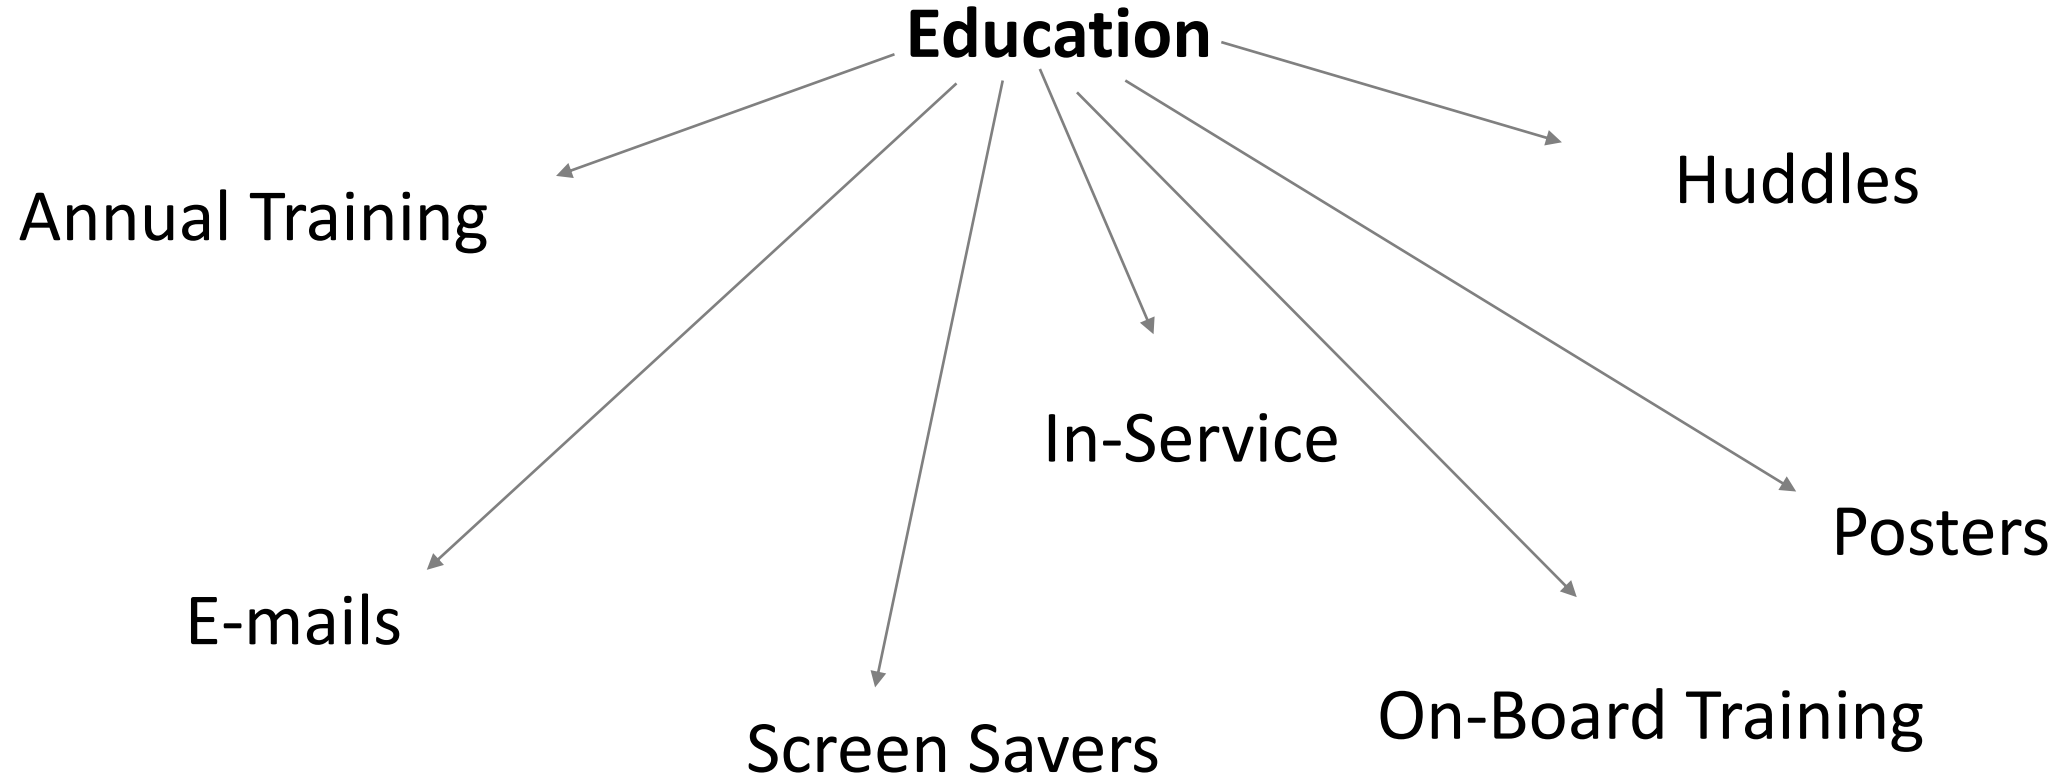 Education
Huddles
Annual Training
In-Service
Posters
E-mails
On-Board Training
Screen Savers